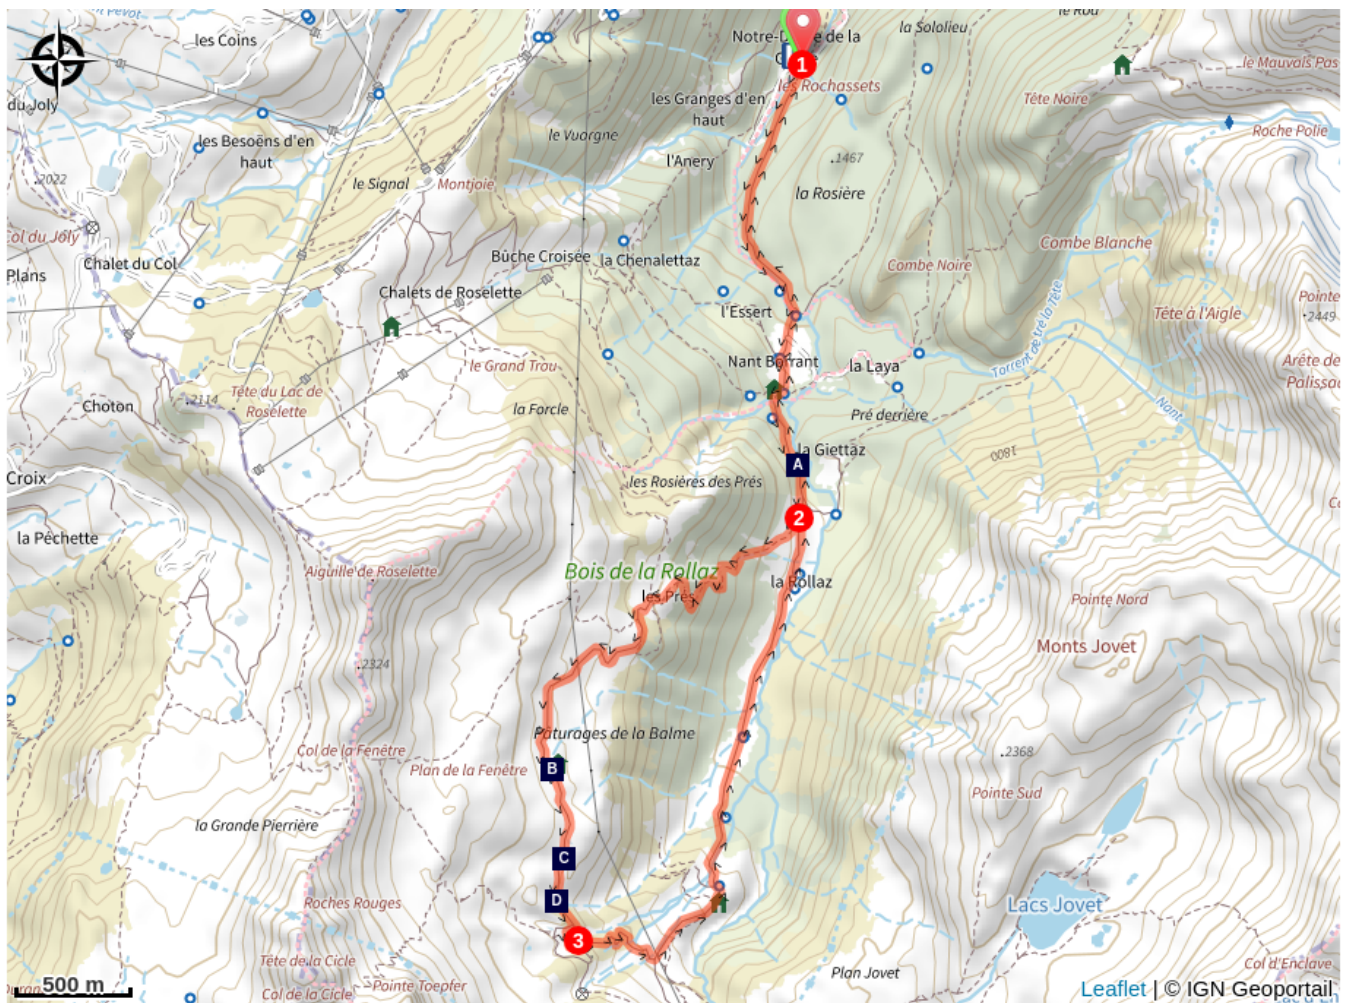 les Coins
Notre-D
de la
la Sololieu
le Rou
le Mauvais Pas
1
les Rochassets
les Granges d'en
haut
Tête Noire
du Joly
Roche Polie
les Besoëns d'en
haut
le Vuorgne
l'Anery
.1467
le Signal
Montjoie
la Rosière
.2022
Col du Joly
Combe Blanche
Plans
Chalet du Col
Bûche Croisée
la Chenalettaz
Combe Noire
Chalets de Roselette
Pointe
.2449
l'Essert
Tête à l'Aigle
Torrent de tré la Tête
Nant Borrant
la Laya
le Grand Trou
Arête de
Palissa
Tête du Lac de
Roselette
.2114
Choton
la Forcle
Pré derrière
Nant
la Giettaz
1080
A
Croix
les Rosières des Prés
2
la Pêchette
Aiguille de Roselette
Bois de la Rollaz
la Rollaz
les Prés
Pointe Nord
Monts Jovet
.2324
Pâturages de la Balme
Col de la Fenêtre
.2368
Plan de la Fenêtre
B
Pointe Sud
la Grande Pierrière
C
Roches Rouges
D
Lacs Jovet
3
Tête de la Cicle
Plan Jovet
Col d'Enclave
500 m
Col de la Cicle
Pointe Toepfer
Leaflet | © IGN Geoportail